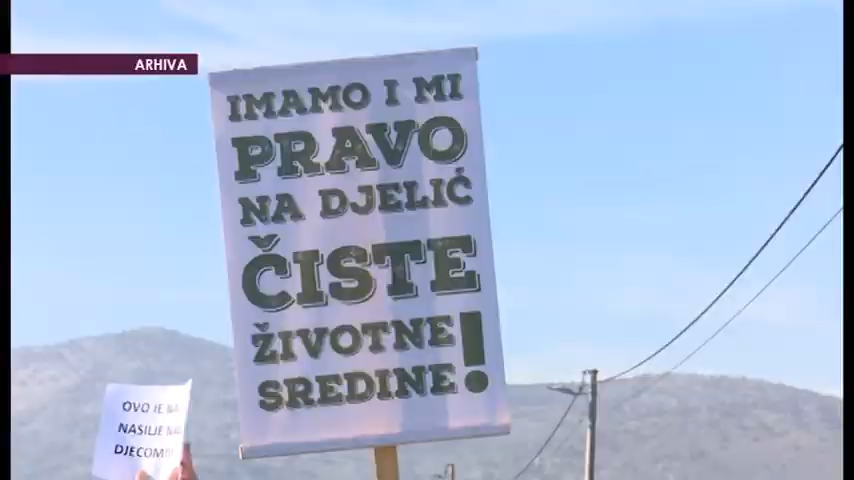 ARHIVA
IMAMO I MI
PRAVO
NA DJELIĆ
ČISTE
ŽIVOTNE
SREDINE!
OVO JE
NASILJE
DJECOM